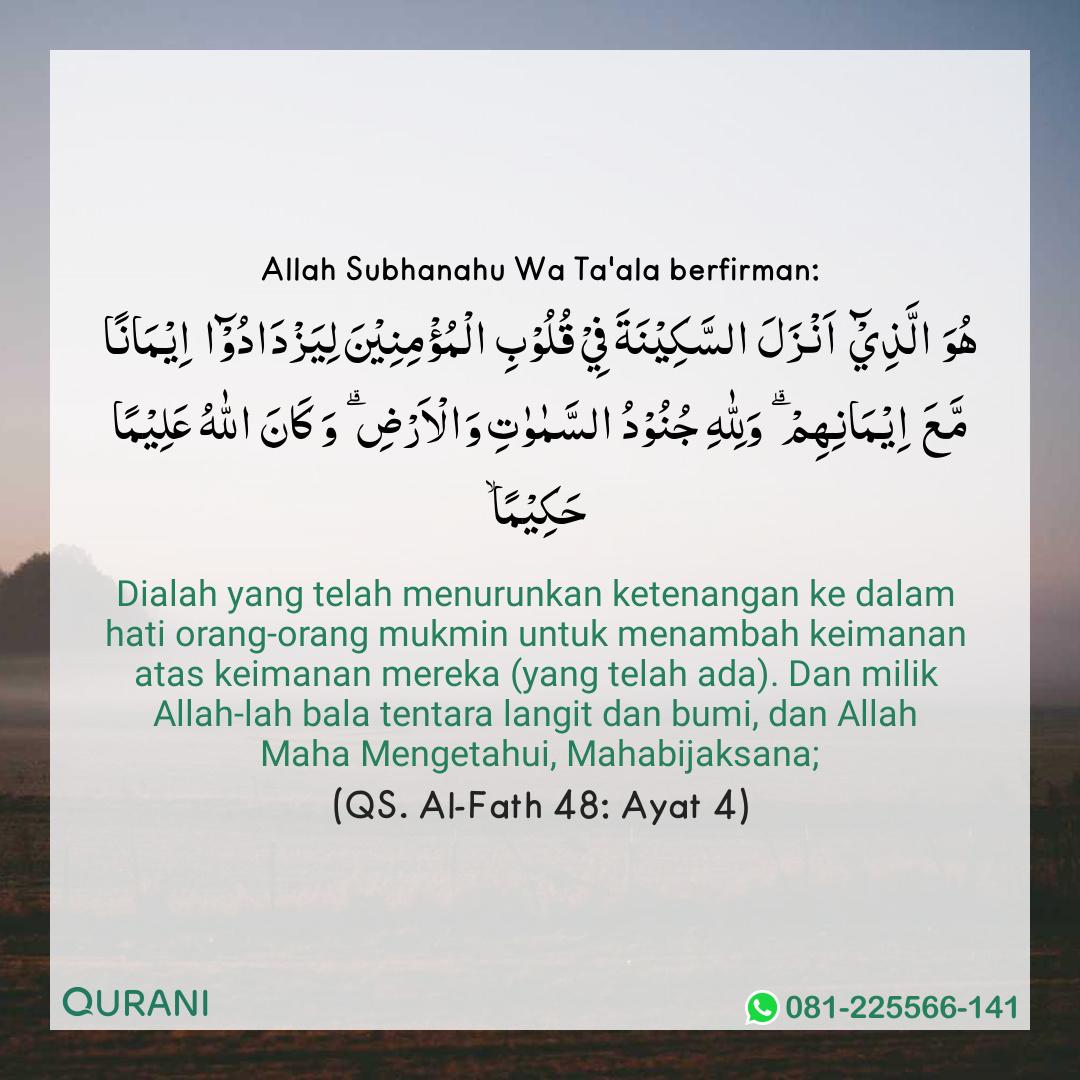 Allah Subhanahu Wa Ta'ala berfirman:
هُوَ الَّذِيْۤ اَنْزَلَ السَّكِيْنَةَ فِيْ قُلُوْبِ الْمُؤْمِنِيْنَ لِيَزْدَادُوْۤا اِيْمَانًا
مَّعَ اِيْمَانِهِمْ ۗ وَلِلّٰهِ جُنُوْدُ السَّمٰوٰتِ وَالْاَرْضِ ۗ وَكَانَ اللّٰهُ عَلِيْمًا
حَكِيْمًا ۙ
Dialah yang telah menurunkan ketenangan ke dalam
hati orang-orang mukmin untuk menambah keimanan
atas keimanan mereka (yang telah ada). Dan milik
Allah-lah bala tentara langit dan bumi, dan Allah
Maha Mengetahui, Mahabijaksana;
(QS. Al-Fath 48: Ayat 4)
QURANI
081-225566-141